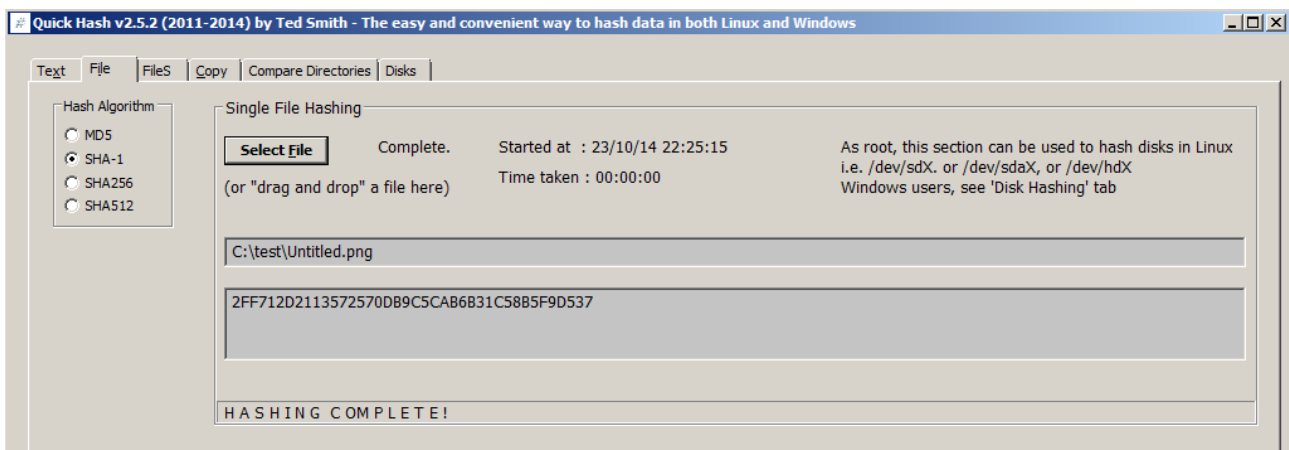 Quick Hash v2.5.2 (2011-2014) by Ted Smith - The easy and convenient way to hash data in both Linux and Windows
Text File FileS Copy Compare Directories Disks
Hash Algorithm
MD5
SHA-1
SHA256
SHA512
Single File Hashing
Select File Complete. Started at : 23/10/14 22:25:15
(or "drag and drop" a file here) Time taken : 00:00:00
As root, this section can be used to hash disks in Linux
i.e. /dev/sdX. or /dev/sdaX, or /dev/hdX
Windows users, see 'Disk Hashing' tab
C:\test\Untitled.png
2FF712D2113572570DB9C5CAB6B31C58B5F9D537
HASHING COMPLETE!